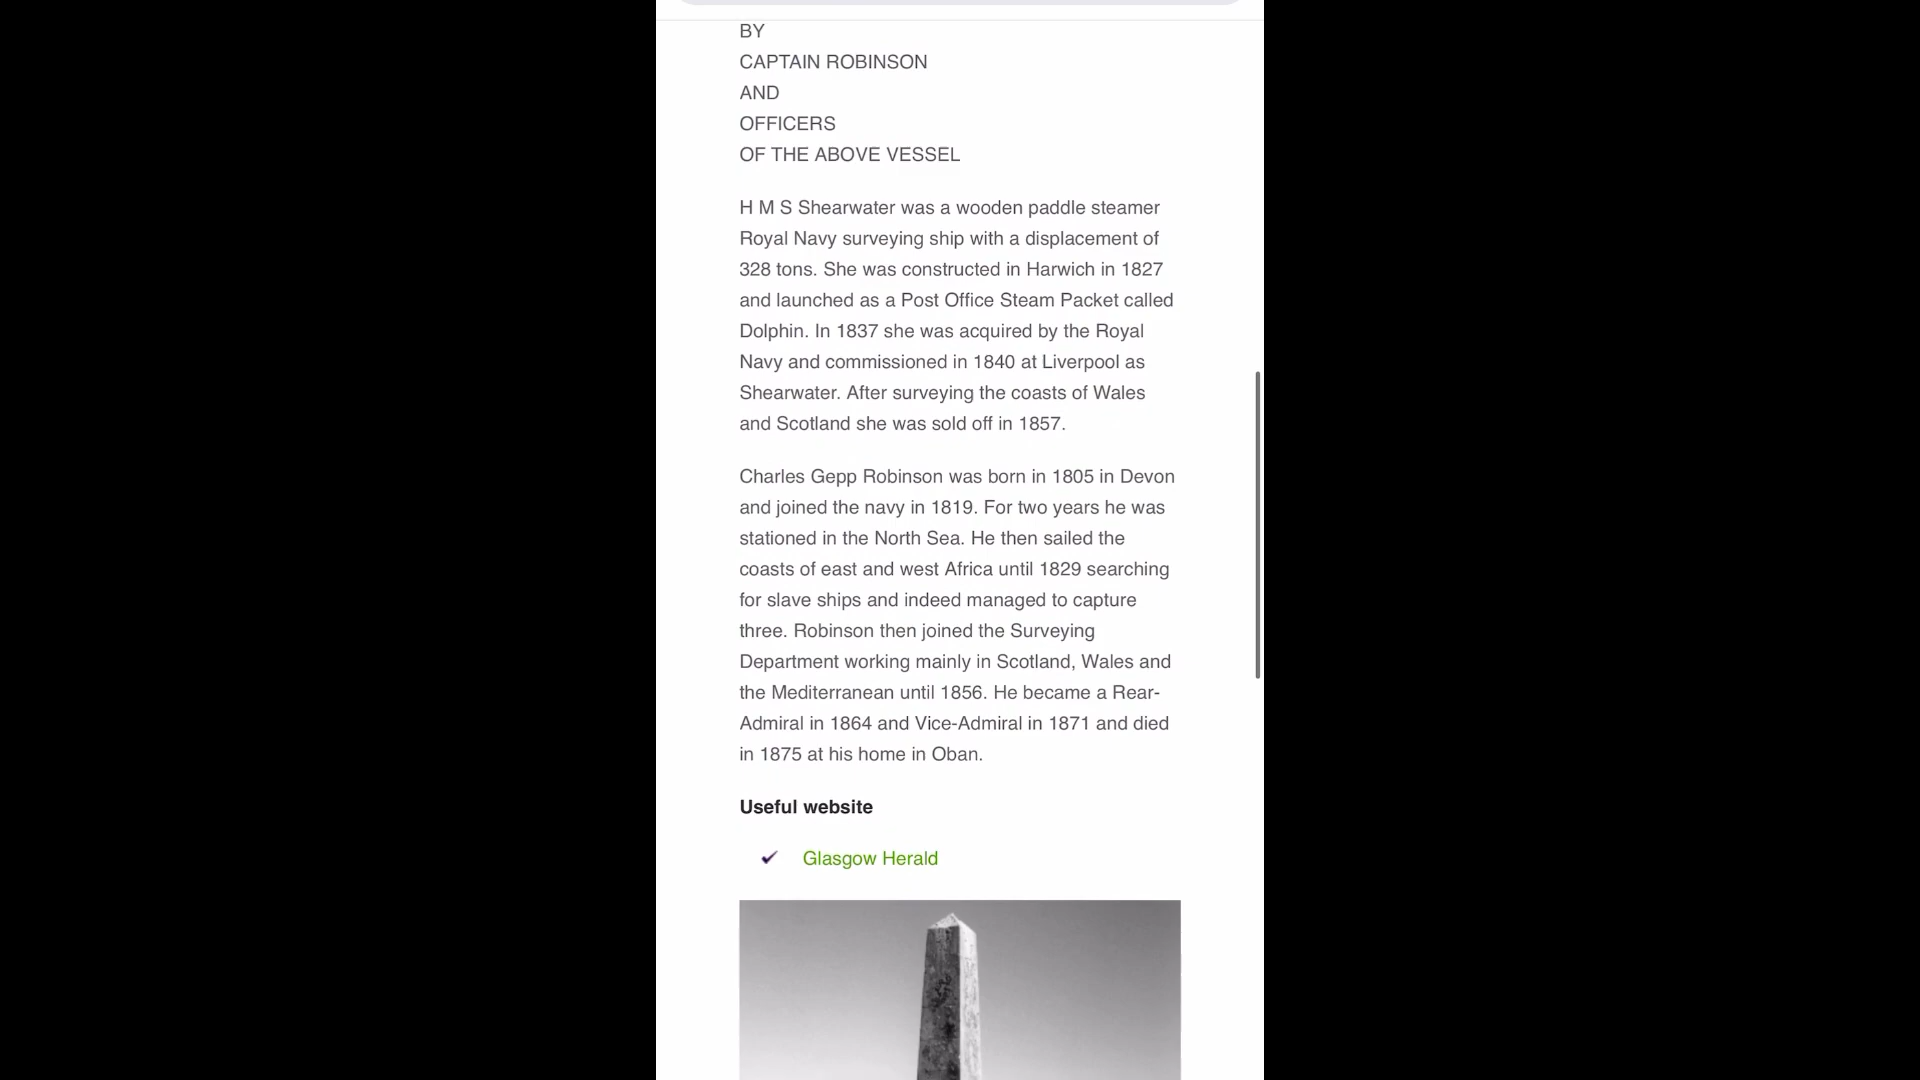 BY
CAPTAIN ROBINSON
AND
OFFICERS
OF THE ABOVE VESSEL
H M S Shearwater was a wooden paddle steamer
Royal Navy surveying ship with a displacement of
328 tons. She was constructed in Harwich in 1827
and launched as a Post Office Steam Packet called
Dolphin. In 1837 she was acquired by the Royal
Navy and commissioned in 1840 at Liverpool as
Shearwater. After surveying the coasts of Wales
and Scotland she was sold off in 1857.
Charles Gepp Robinson was born in 1805 in Devon
and joined the navy in 1819. For two years he was
stationed in the North Sea. He then sailed the
coasts of east and west Africa until 1829 searching
for slave ships and indeed managed to capture
three. Robinson then joined the Surveying
Department working mainly in Scotland, Wales and
the Mediterranean until 1856. He became a Rear-
Admiral in 1864 and Vice-Admiral in 1871 and died
in 1875 at his home in Oban.
Useful website
Glasgow Herald